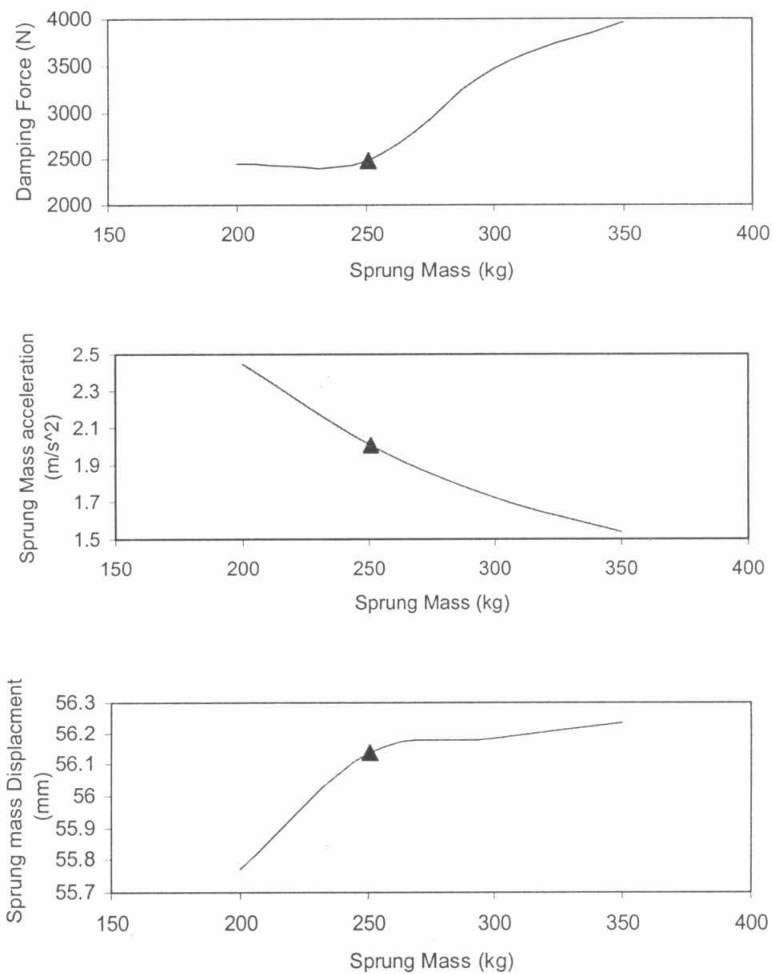 Damping Force (N)
4000
3500
3000
2500
2000
150 200 250 300 350 400
Sprung Mass (kg)
Sprung Mass acceleration
(m/s^2)
2.5
2.3
2.1
1.9
1.7
1.5
150 200 250 300 350 400
Sprung Mass (kg)
Sprung mass Displacment
(mm)
56.3
56.2
56.1
56
55.9
55.8
55.7
150 200 250 300 350 400
Sprung Mass (kg)